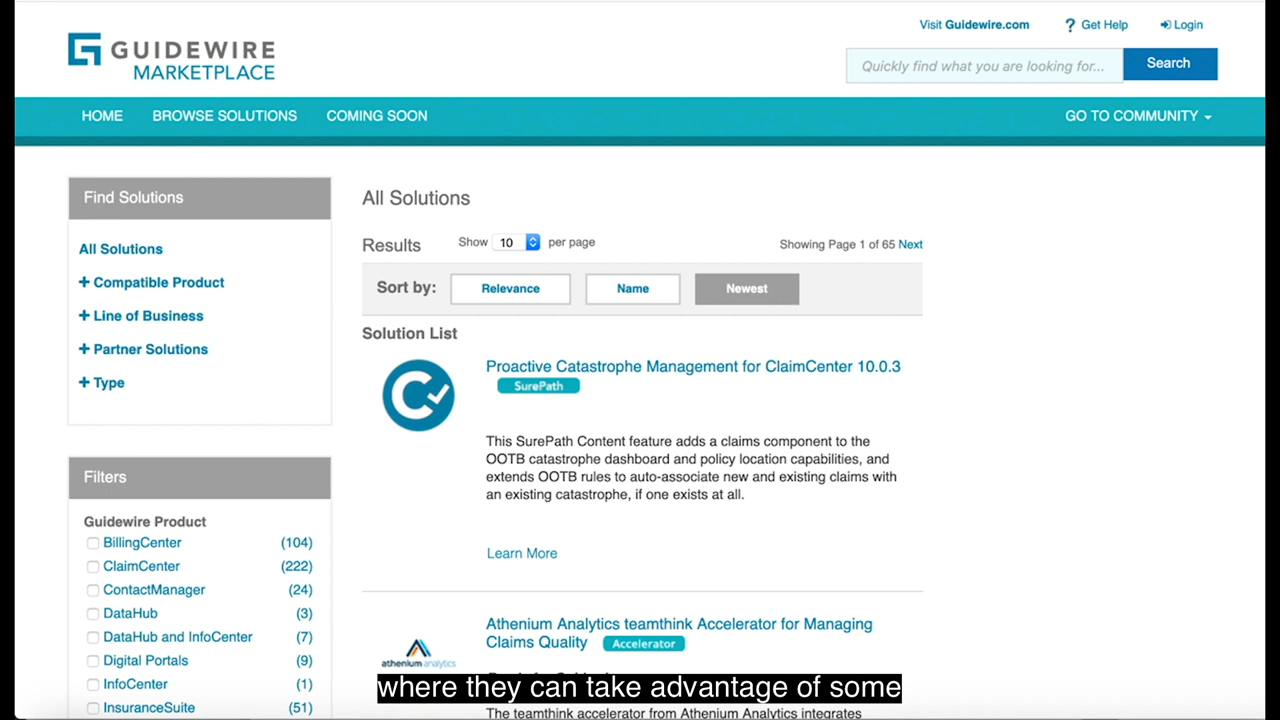 Visit Guidewire.com
? Get Help
Login
GUIDEWIRE
MARKETPLACE
Quickly find what you are looking for...
Search
HOME
BROWSE SOLUTIONS
COMING SOON
GO TO COMMUNITY
Find Solutions
All Solutions
+ Compatible Product
+ Line of Business
+ Partner Solutions
+ Type
Filters
Guidewire Product
BillingCenter (104)
ClaimCenter (222)
ContactManager (24)
DataHub (3)
DataHub and InfoCenter (7)
Digital Portals (9)
InfoCenter (1)
InsuranceSuite (51)
All Solutions
Results
Show 10 per page
Showing Page 1 of 65 Next
Sort by:
Relevance
Name
Newest
Solution List
Proactive Catastrophe Management for ClaimCenter 10.0.3
SurePath
This SurePath Content feature adds a claims component to the
OOTB catastrophe dashboard and policy location capabilities, and
extends OOTB rules to auto-associate new and existing claims with
an existing catastrophe, if one exists at all.
Learn More
athenium analytics
Athenium Analytics teamthink Accelerator for Managing
Claims Quality
Accelerator
where they can take advantage of some
The teamthink accelerator from Athenium Analytics integrates